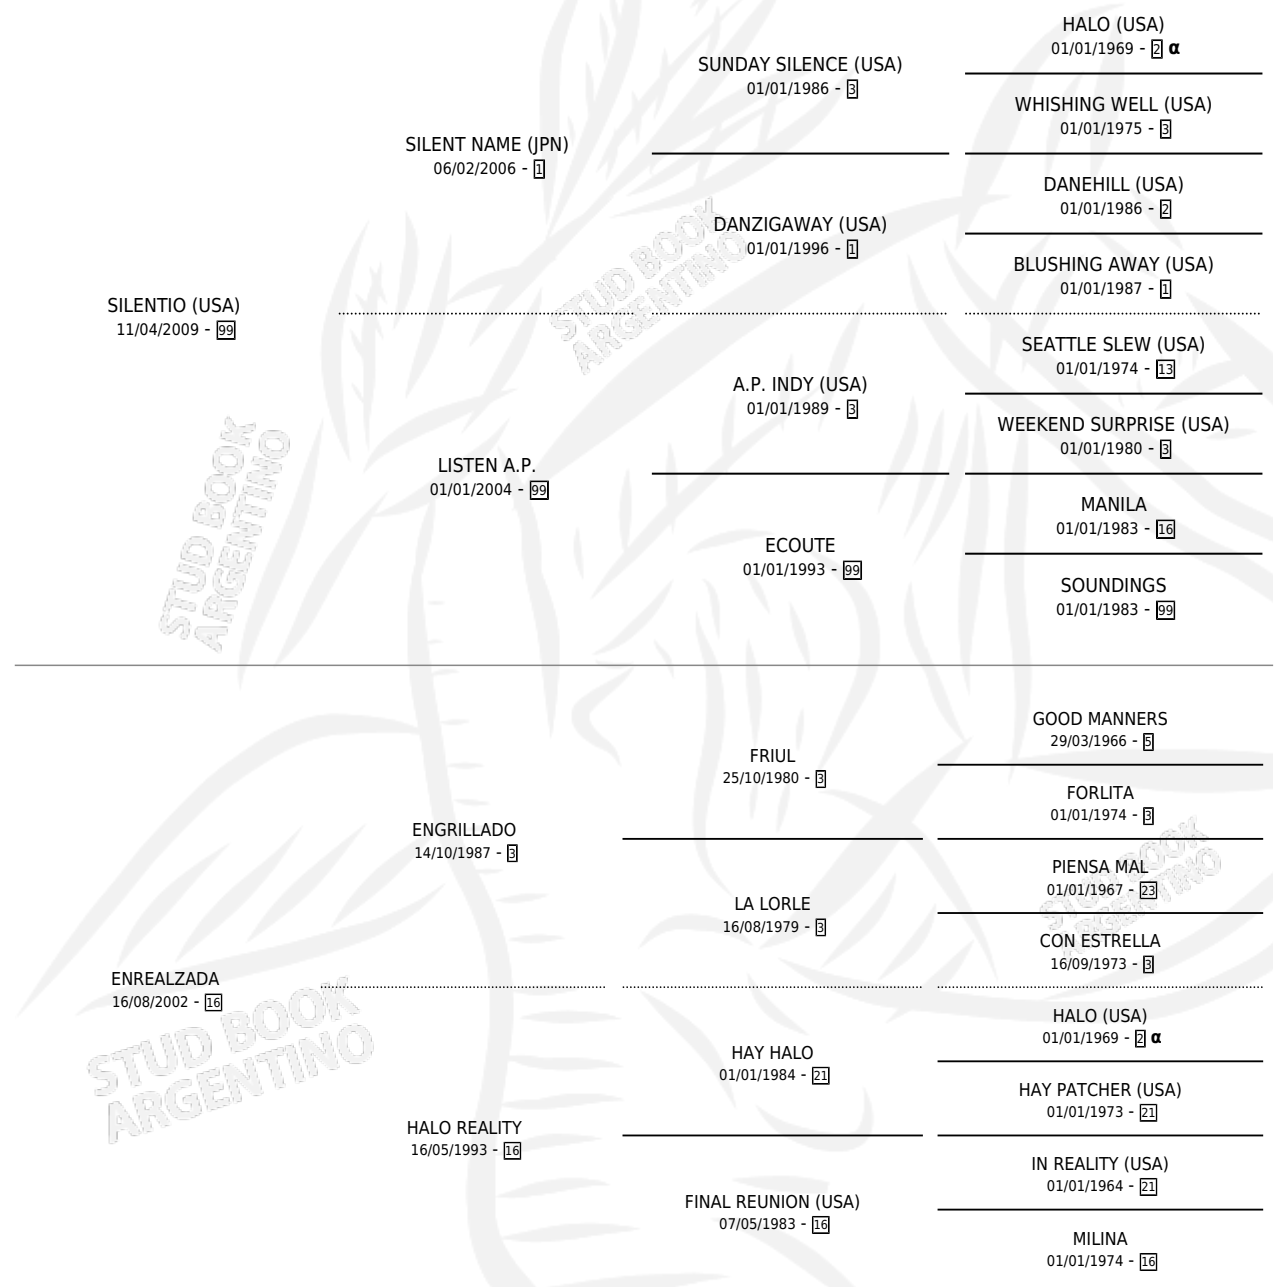 HALO (USA)
01/01/1969 - 2 α
SUNDAY SILENCE (USA)
01/01/1986 - 3
WHISHING WELL (USA)
01/01/1975 - 3
SILENT NAME (JPN)
06/02/2006 - 1
DANEHILL (USA)
01/01/1986 - 2
DANZIGAWAY (USA)
01/01/1996 - 1
BLUSHING AWAY (USA)
01/01/1987 - 1
SILENTIO (USA)
11/04/2009 - 99
SEATTLE SLEW (USA)
01/01/1974 - 13
A.P. INDY (USA)
01/01/1989 - 3
WEEKEND SURPRISE (USA)
01/01/1980 - 3
LISTEN A.P.
01/01/2004 - 99
MANILA
01/01/1983 - 16
ECOUTE
01/01/1993 - 99
SOUNDINGS
01/01/1983 - 99
GOOD MANNERS
29/03/1966 - 5
FRIUL
25/10/1980 - 3
FORLITA
01/01/1974 - 3
ENGRILLADO
14/10/1987 - 3
PIENSA MAL
01/01/1967 - 23
LA LORLE
16/08/1979 - 3
CON ESTRELLA
16/09/1973 - 3
ENREALZADA
16/08/2002 - 16
HALO (USA)
01/01/1969 - 2 α
HAY HALO
01/01/1984 - 21
HAY PATCHER (USA)
01/01/1973 - 21
HALO REALITY
16/05/1993 - 16
IN REALITY (USA)
01/01/1964 - 21
FINAL REUNION (USA)
07/05/1983 - 16
MILINA
01/01/1974 - 16
STUD BOOK
ARGENTINO
STUD BOOK
ARGENTINO
STUD BOOK
ARGENTINO
STUD BOOK
ARGENTINO